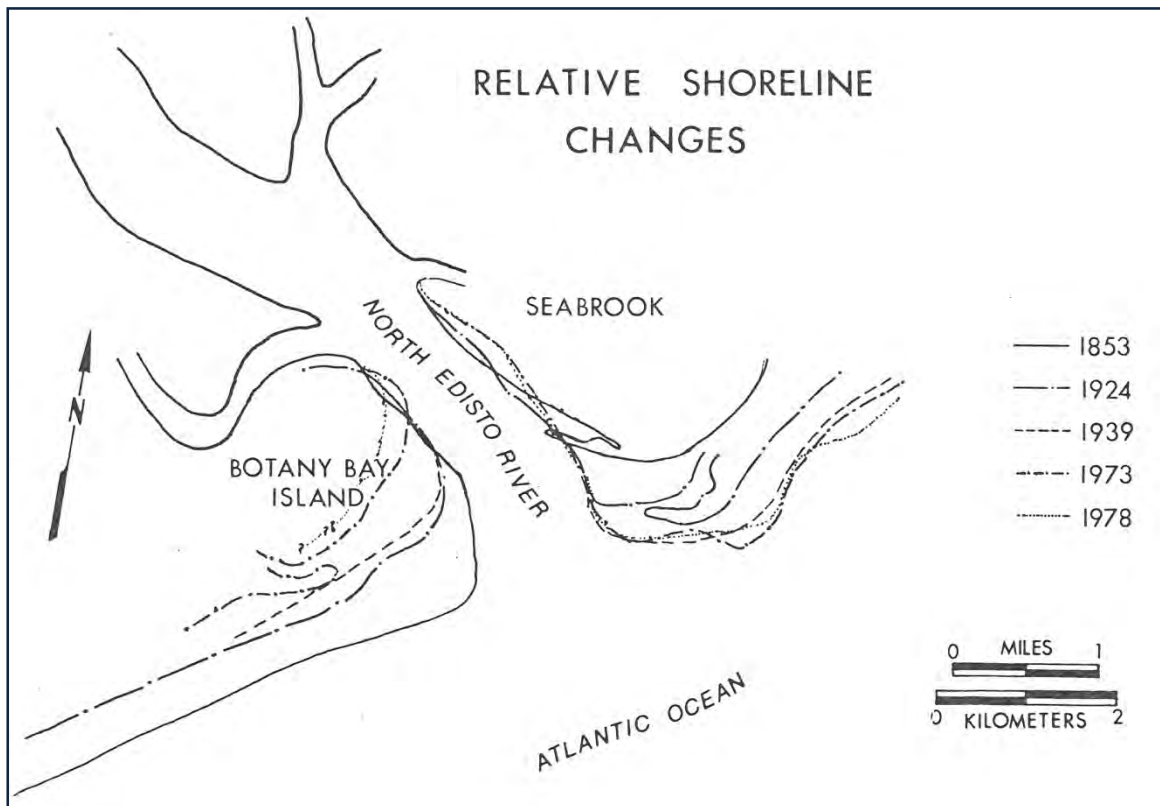 RELATIVE SHORELINE
CHANGES
SEABROOK
NORTH EDISTO RIVER
N
BOTANY BAY
ISLAND
1853
1924
1939
1973
1978
? ?
0 MILES 1
0 KILOMETERS 2
ATLANTIC OCEAN